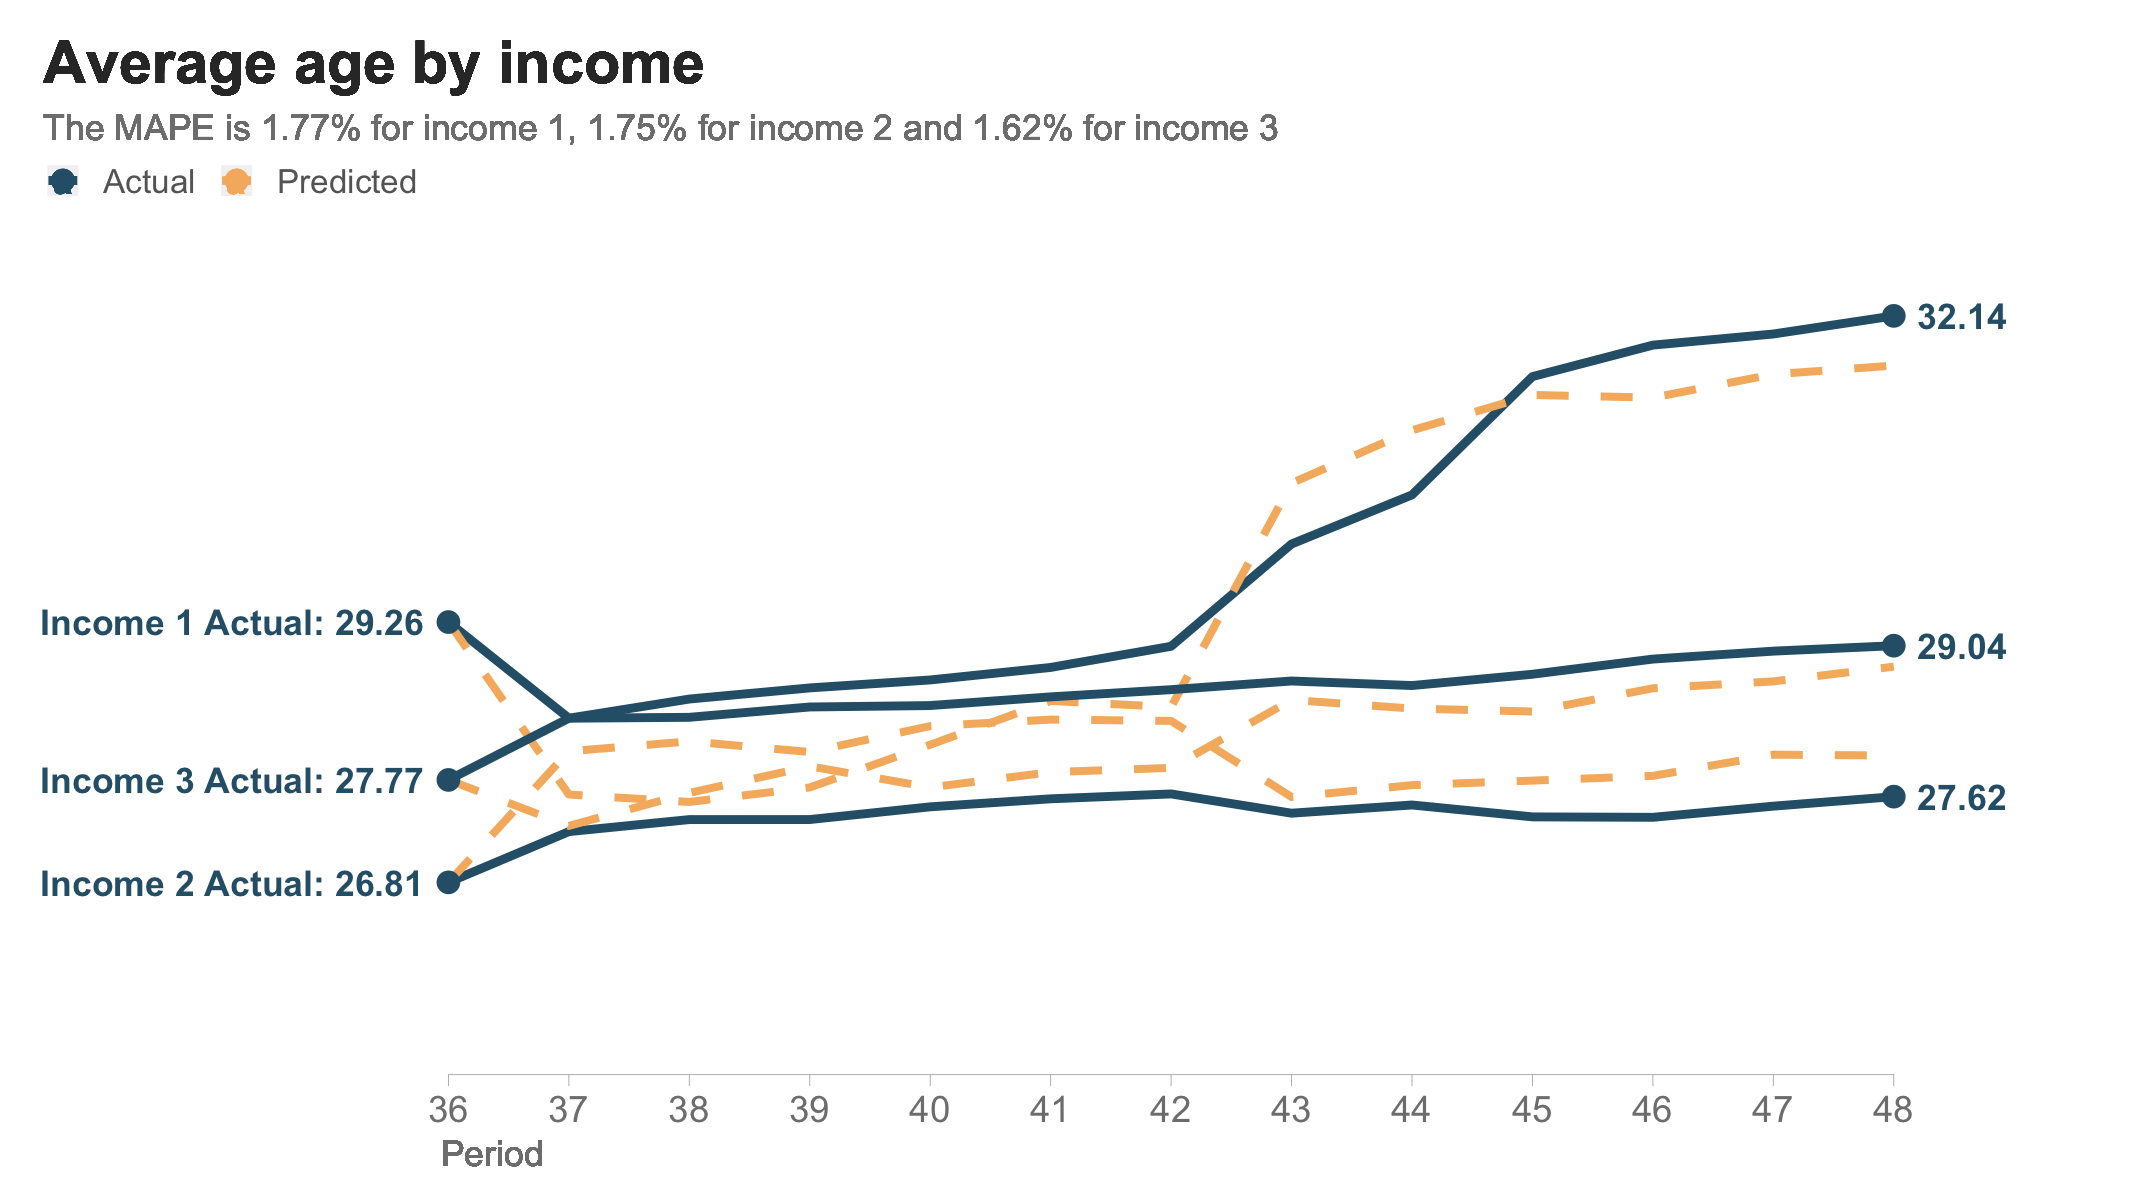 Average age by income
The MAPE is 1.77% for income 1, 1.75% for income 2 and 1.62% for income 3
Actual Predicted
32.14
Income 1 Actual: 29.26
29.04
Income 3 Actual: 27.77
27.62
Income 2 Actual: 26.81
36 37 38 39 40 41 42 43 44 45 46 47 48
Period